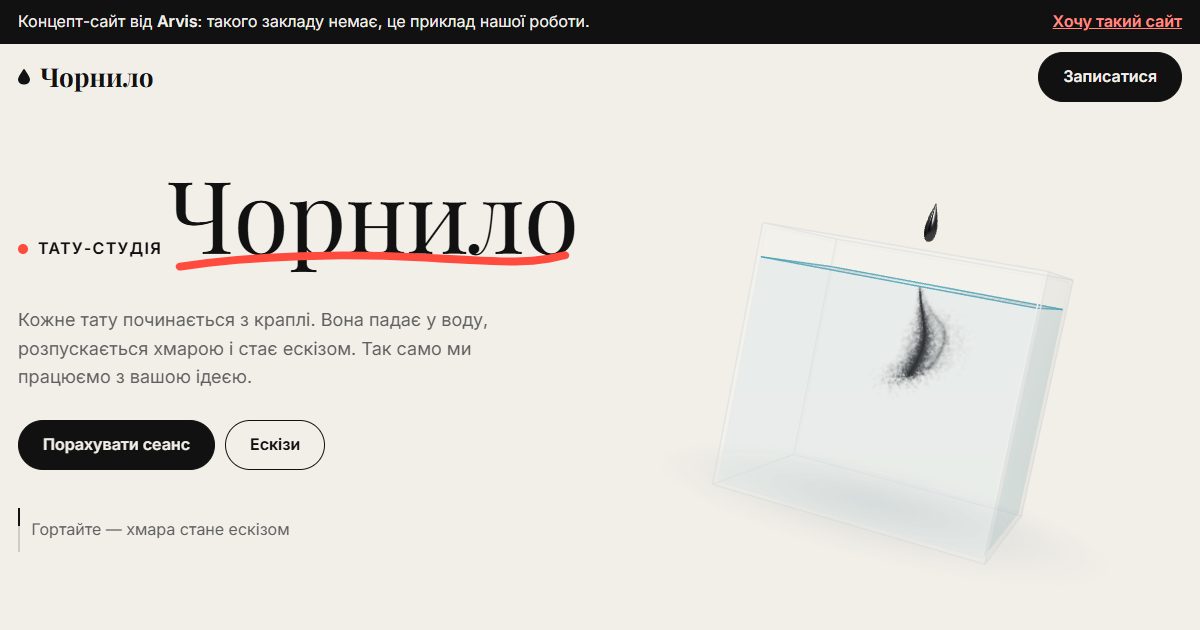 Концепт-сайт від Arvis: такого закладу немає, це приклад нашої роботи.
Хочу такий сайт
Чорнило
Записатися
ТАТУ-СТУДІЯ
Чорнило
Кожне тату починається з краплі. Вона падає у воду,
розпускається хмарою і стає ескізом. Так само ми
працюємо з вашою ідеєю.
Порахувати сеанс
Ескізи
Гортайте — хмара стане ескізом